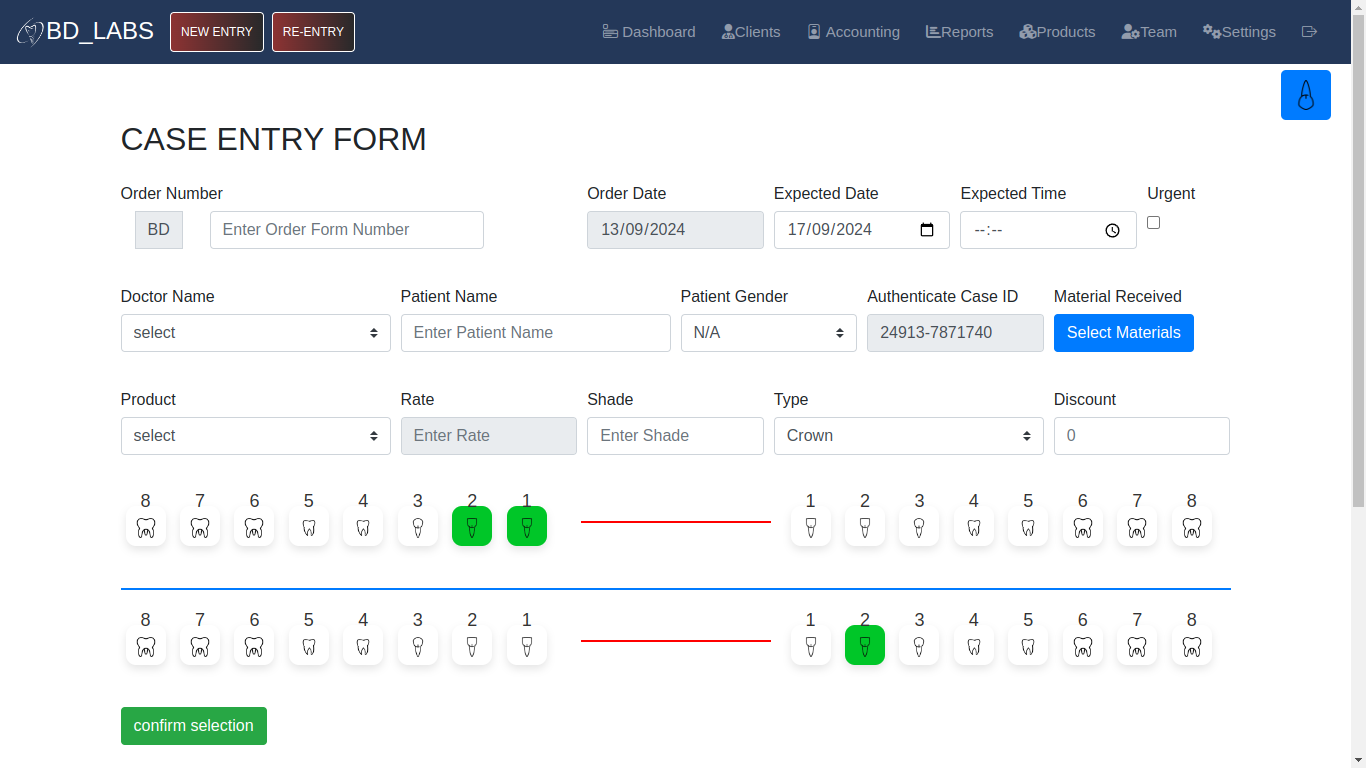 BD_LABS NEW ENTRY RE-ENTRY Dashboard Clients Accounting Reports Products Team Settings
CASE ENTRY FORM
Order Number Order Date Expected Date Expected Time Urgent
BD Enter Order Form Number 13/09/2024 17/09/2024 --:--
Doctor Name Patient Name Patient Gender Authenticate Case ID Material Received
select Enter Patient Name N/A 24913-7871740 Select Materials
Product Rate Shade Type Discount
select Enter Rate Enter Shade Crown 0
8 7 6 5 4 3 2 1 1 2 3 4 5 6 7 8
8 7 6 5 4 3 2 1 1 2 3 4 5 6 7 8
confirm selection